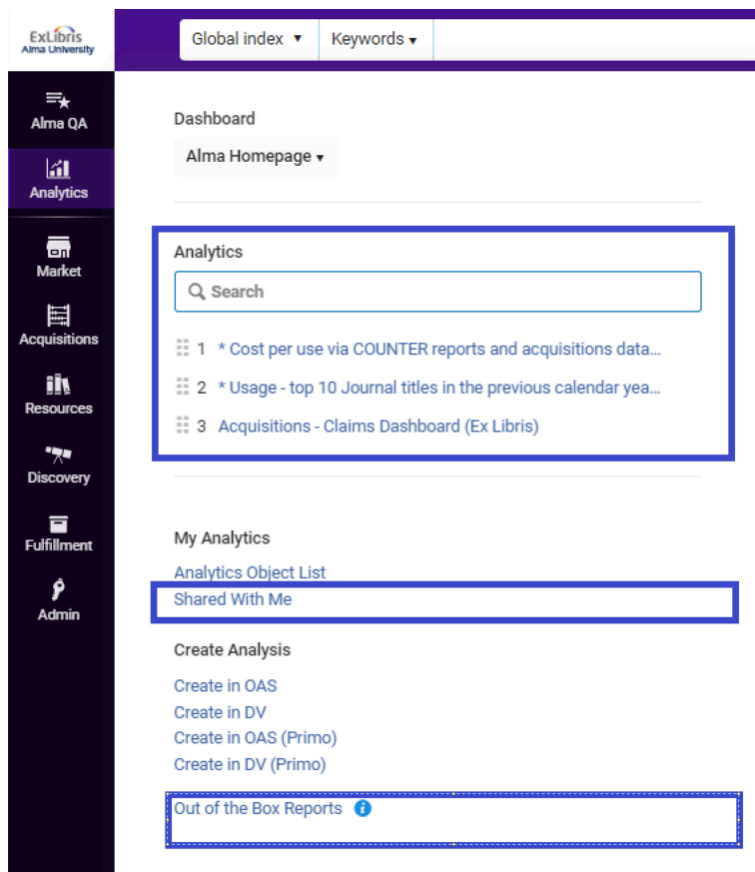 ExLibris
Alma University
Global index
Keywords
Alma QA
Analytics
Market
Acquisitions
Resources
Discovery
Fulfillment
Admin
Dashboard
Alma Homepage
Analytics
Search
1 * Cost per use via COUNTER reports and acquisitions data...
2 * Usage - top 10 Journal titles in the previous calendar yea...
3 Acquisitions - Claims Dashboard (Ex Libris)
My Analytics
Analytics Object List
Shared With Me
Create Analysis
Create in OAS
Create in DV
Create in OAS (Primo)
Create in DV (Primo)
Out of the Box Reports